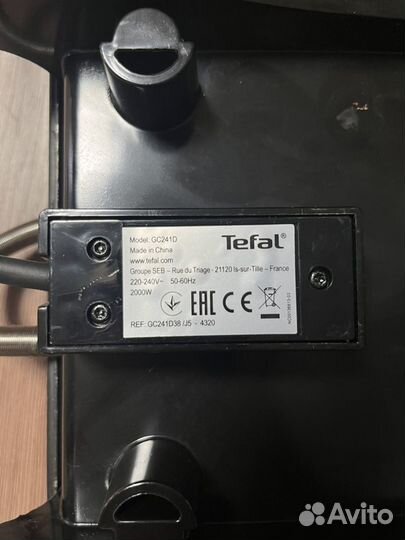 Model: GC241D
Made in China
www.tefal.com
Groupe SEB – Rue du Triage - 21120 Is-sur-Tille – France
220-240V~ 50-60Hz
2000W
Tefal®
EAC CE
REF: GC241D38 /J5 - 4320
Avito